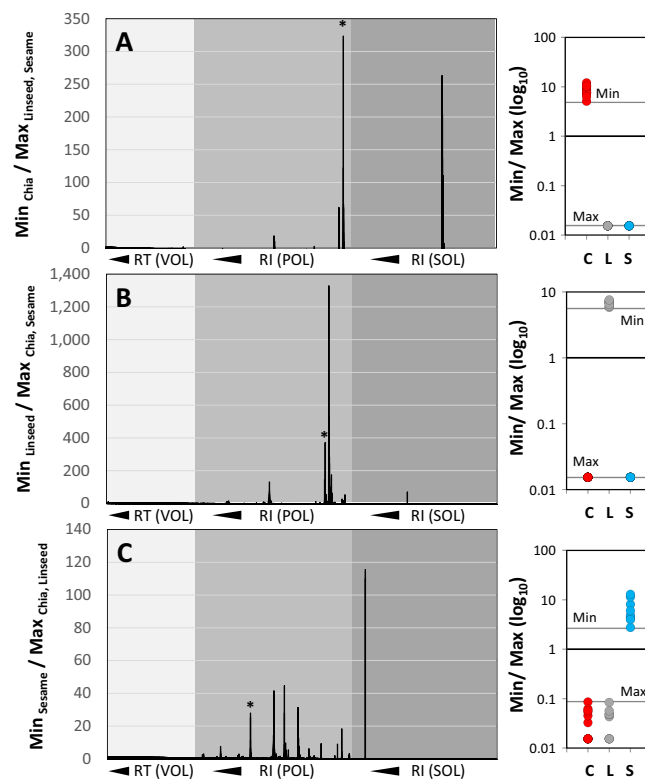 A
350
300
250
200
150
100
50
0
Min Chia / Max Linseed, Sesame
*
RT (VOL) RI (POL) RI (SOL)
Min/ Max (log10)
100
10
1
0.1
0.01
Min
Max
C L S
B
1,400
1,200
1,000
800
600
400
200
0
Min Linseed / Max Chia, Sesame
*
RT (VOL) RI (POL) RI (SOL)
Min/ Max (log10)
10
1
0.1
0.01
Min
Max
C L S
C
140
120
100
80
60
40
20
0
Min Sesame / Max Chia, Linseed
*
RT (VOL) RI (POL) RI (SOL)
Min/ Max (log10)
100
10
1
0.1
0.01
Min
Max
C L S